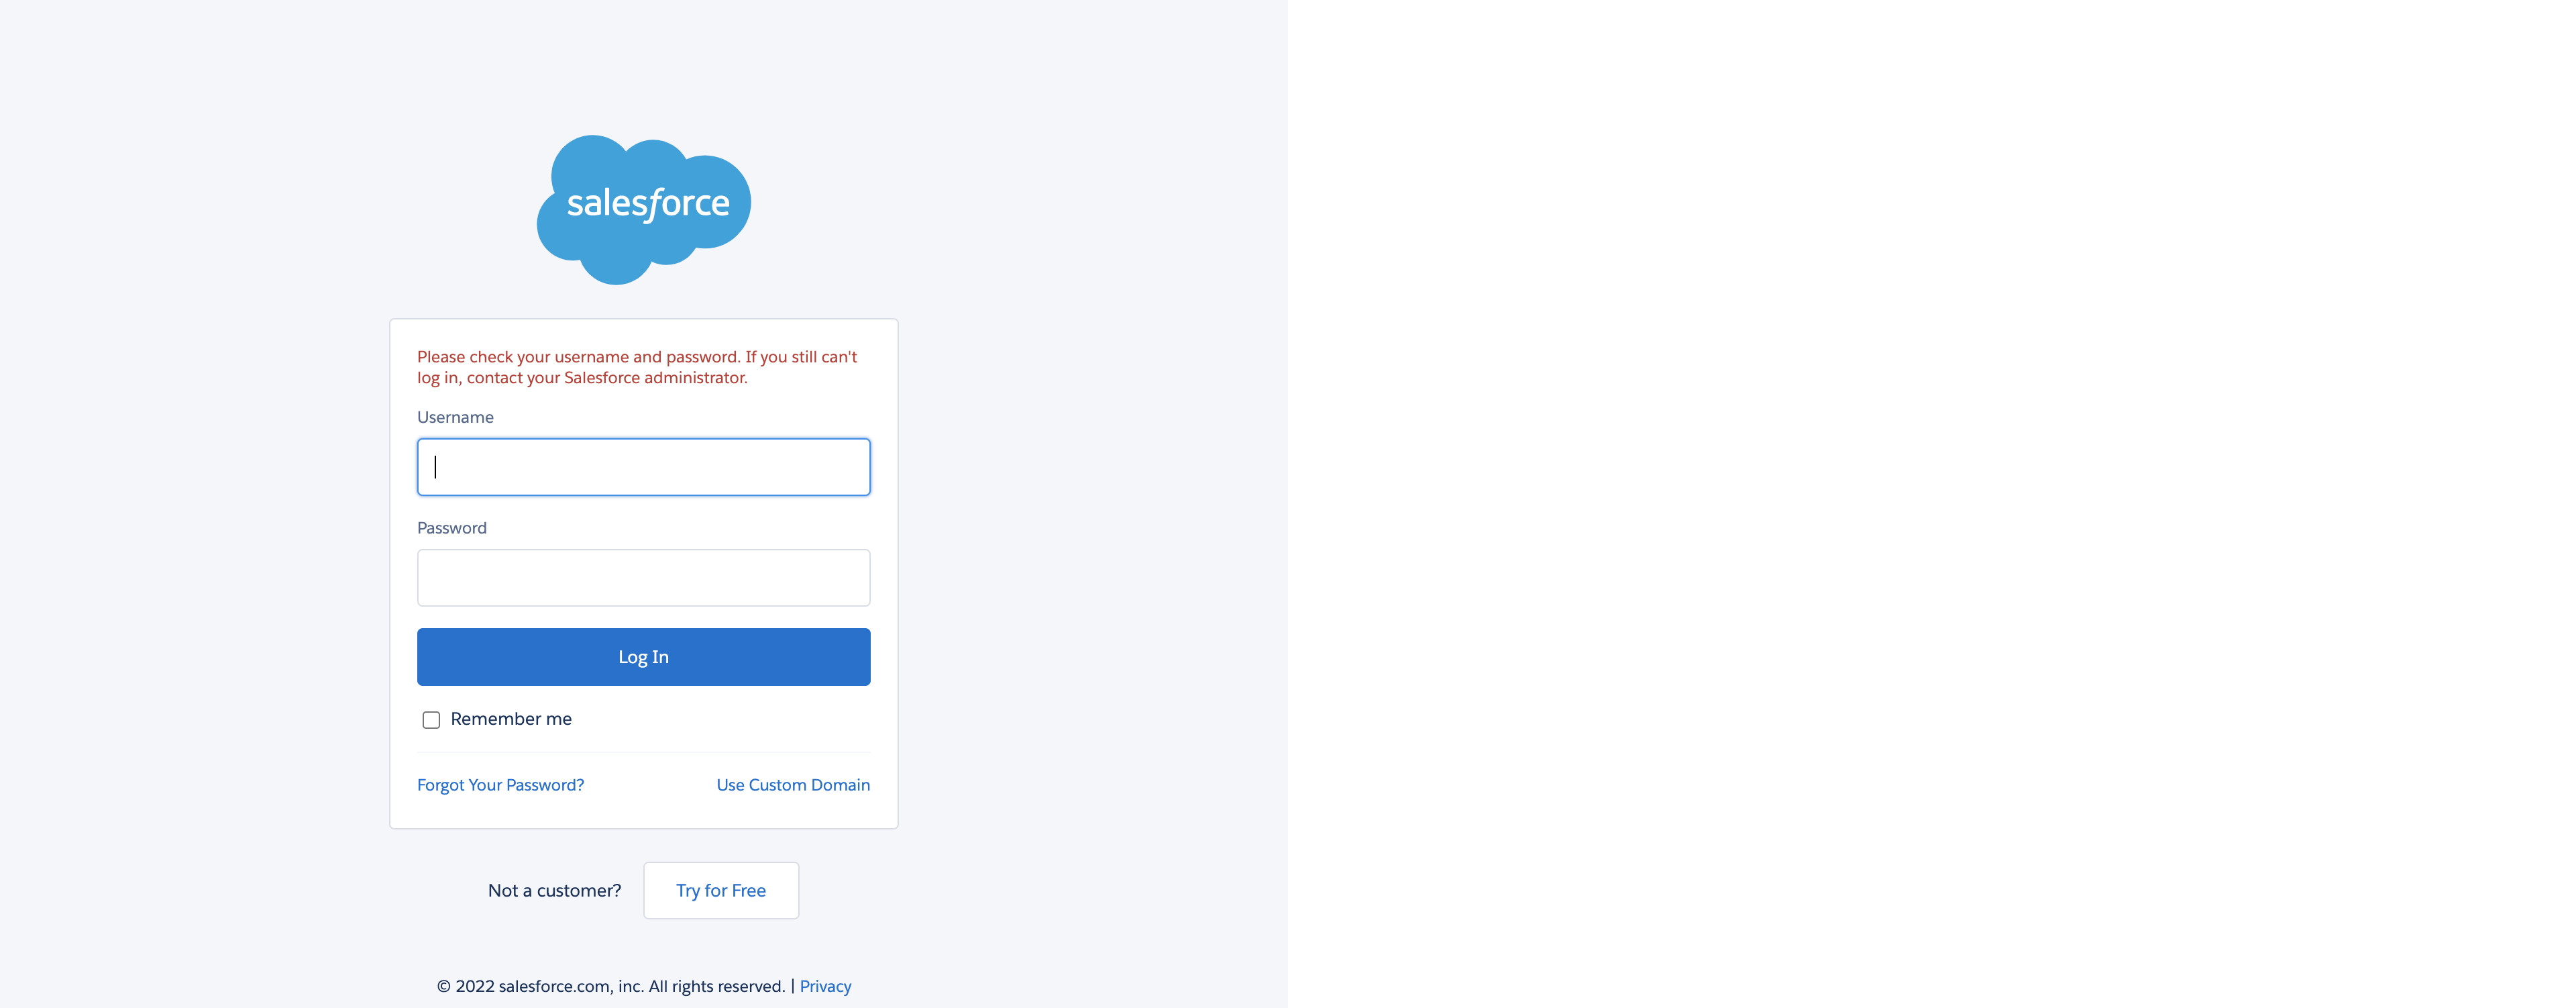 salesforce
Please check your username and password. If you still can't
log in, contact your Salesforce administrator.
Username
Password
Log In
Remember me
Forgot Your Password? Use Custom Domain
Not a customer? Try for Free
© 2022 salesforce.com, inc. All rights reserved. | Privacy